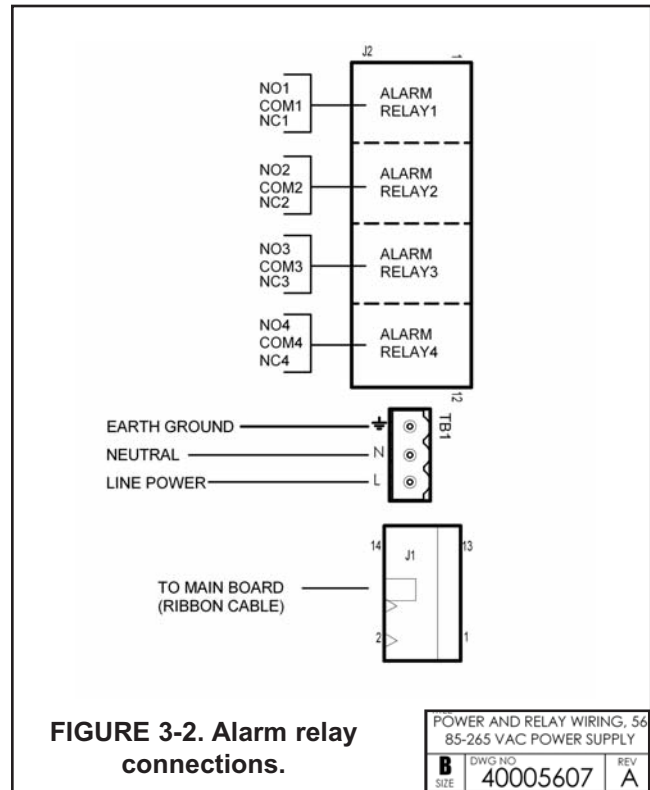 J2
1
NO1
COM1
NC1
ALARM
RELAY1
NO2
COM2
NC2
ALARM
RELAY2
NO3
COM3
NC3
ALARM
RELAY3
NO4
COM4
NC4
ALARM
RELAY4
12
EARTH GROUND
NEUTRAL N
LINE POWER L
TB1
14 J1 13
TO MAIN BOARD
(RIBBON CABLE)
2 1
FIGURE 3-2. Alarm relay
connections.
POWER AND RELAY WIRING, 56
85-265 VAC POWER SUPPLY
B
SIZE
DWG NO
40005607
REV
A